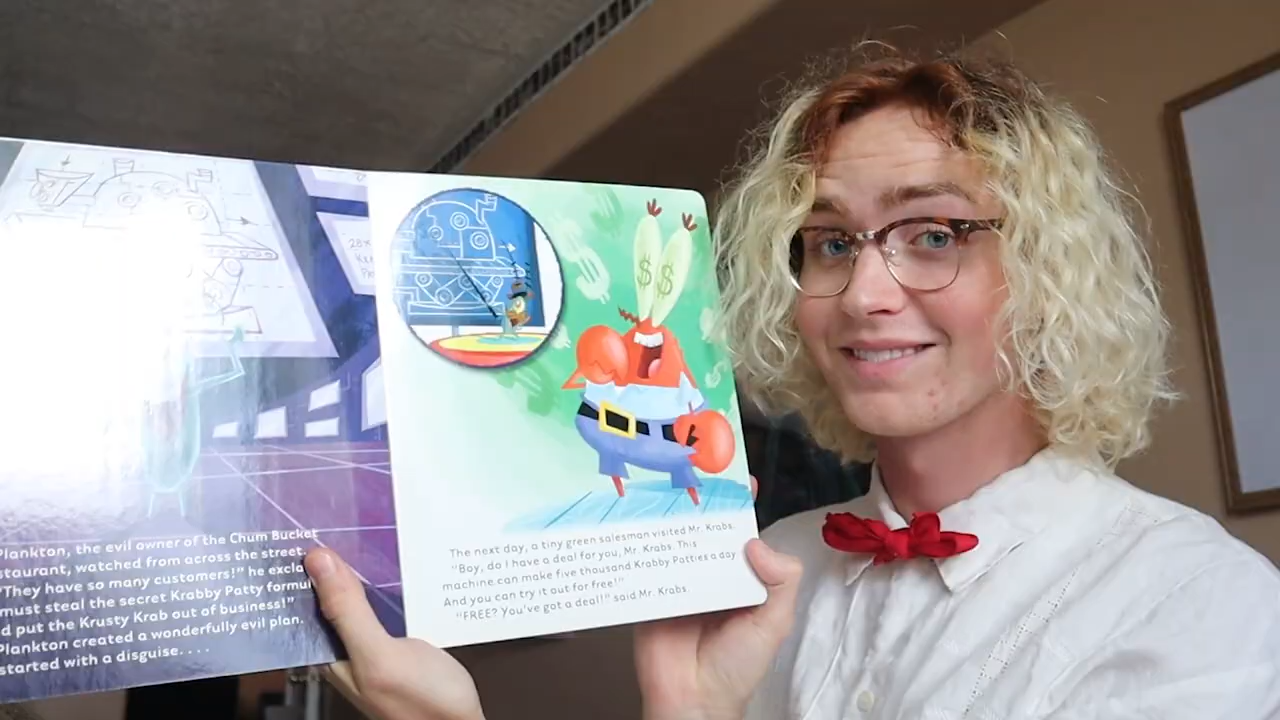 28×
Plankton, the evil owner of the Chum Bucket
staurant, watched from across the street.
"They have so many customers!" he excla
must steal the secret Krabby Patty formul
d put the Krusty Krab out of business!"
Plankton created a wonderfully evil plan.
started with a disguise. . . .
$ $
The next day, a tiny green salesman visited Mr. Krabs.
"Boy, do I have a deal for you, Mr. Krabs. This
machine can make five thousand Krabby Patties a day.
And you can try it out for free!"
"FREE? You've got a deal!" said Mr. Krabs.